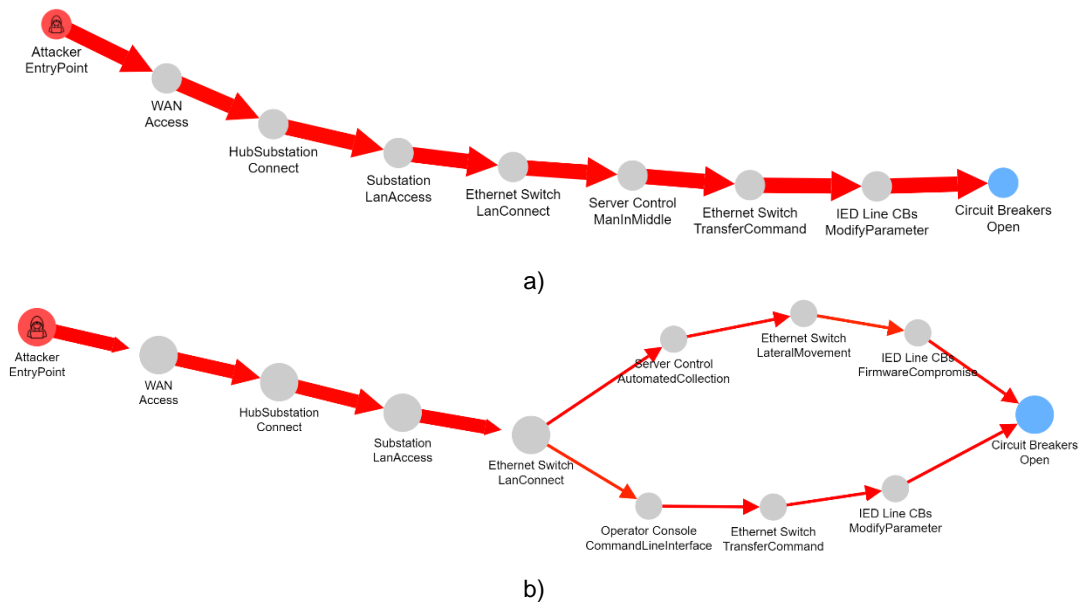 Attacker
EntryPoint
WAN
Access
HubSubstation
Connect
Substation
LanAccess
Ethernet Switch
LanConnect
Server Control
ManInMiddle
Ethernet Switch
TransferCommand
IED Line CBs
ModifyParameter
Circuit Breakers
Open
a)
Attacker
EntryPoint
WAN
Access
HubSubstation
Connect
Substation
LanAccess
Ethernet Switch
LanConnect
Server Control
AutomatedCollection
Ethernet Switch
LateralMovement
IED Line CBs
FirmwareCompromise
Operator Console
CommandLineInterface
Ethernet Switch
TransferCommand
IED Line CBs
ModifyParameter
Circuit Breakers
Open
b)